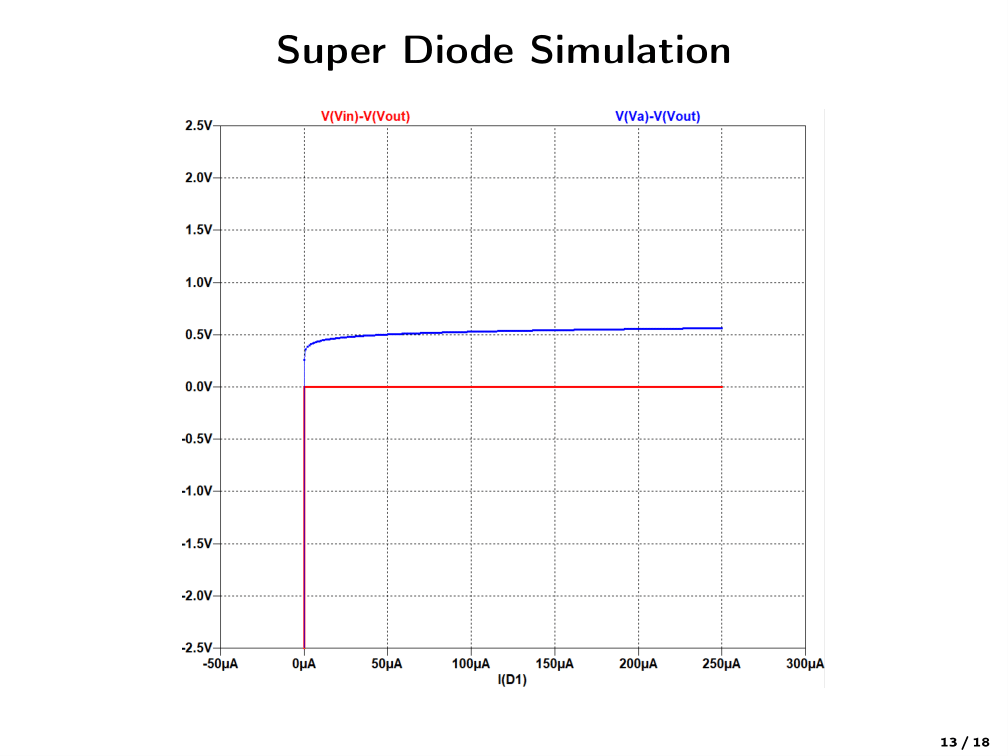 Super Diode Simulation
V(Vin)-V(Vout) V(Va)-V(Vout)
2.5V
2.0V
1.5V
1.0V
0.5V
0.0V
-0.5V
-1.0V
-1.5V
-2.0V
-2.5V
-50µA 0µA 50µA 100µA 150µA 200µA 250µA 300µA
I(D1)
13 / 18